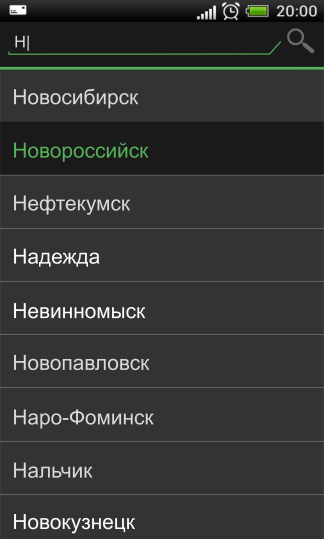 20:00
Н
Новосибирск
Новороссийск
Нефтекумск
Надежда
Невинномыск
Новопавловск
Наро-Фоминск
Нальчик
Новокузнецк